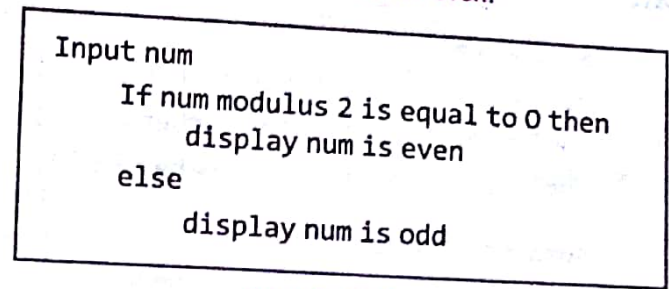 Input num
If num modulus 2 is equal to 0 then
display num is even
else
display num is odd